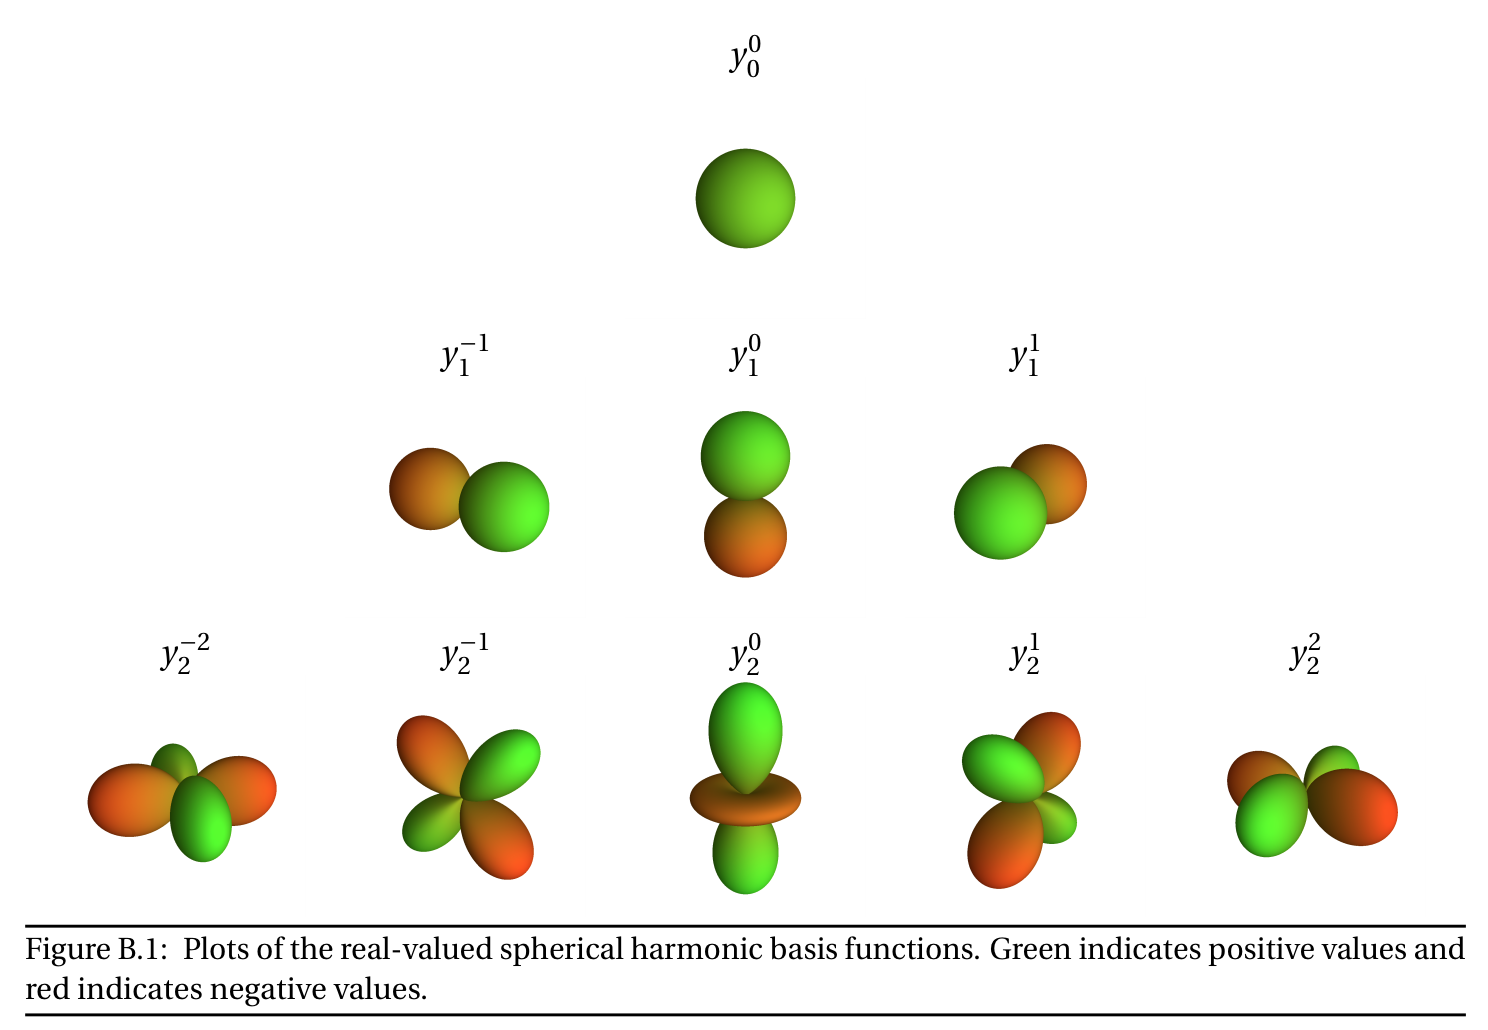 y_0^0
y_1^{-1} y_1^0 y_1^1
y_2^{-2} y_2^{-1} y_2^0 y_2^1 y_2^2
Figure B.1: Plots of the real-valued spherical harmonic basis functions. Green indicates positive values and
red indicates negative values.